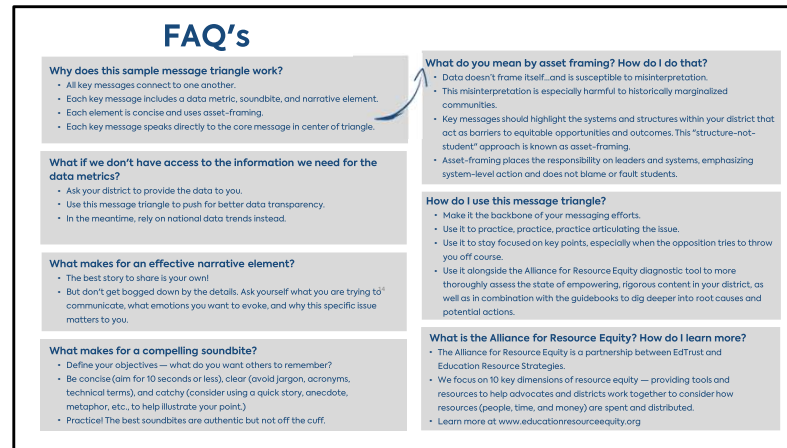 FAQ's
Why does this sample message triangle work?
• All key messages connect to one another.
• Each key message includes a data metric, soundbite, and narrative element.
• Each element is concise and uses asset-framing.
• Each key message speaks directly to the core message in center of triangle.
What if we don't have access to the information we need for the
data metrics?
• Ask your district to provide the data to you.
• Use this message triangle to push for better data transparency.
• In the meantime, rely on national data trends instead.
What makes for an effective narrative element?
• The best story to share is your own!
• But don't get bogged down by the details. Ask yourself what you are trying to
communicate, what emotions you want to evoke, and why this specific issue
matters to you.
What makes for a compelling soundbite?
• Define your objectives — what do you want others to remember?
• Be concise (aim for 10 seconds or less), clear (avoid jargon, acronyms,
technical terms), and catchy (consider using a quick story, anecdote,
metaphor, etc., to help illustrate your point.)
• Practice! The best soundbites are authentic but not off the cuff.
What do you mean by asset framing? How do I do that?
• Data doesn't frame itself...and is susceptible to misinterpretation.
• This misinterpretation is especially harmful to historically marginalized
communities.
• Key messages should highlight the systems and structures within your district that
act as barriers to equitable opportunities and outcomes. This "structure-not-
student" approach is known as asset-framing.
• Asset-framing places the responsibility on leaders and systems, emphasizing
system-level action and does not blame or fault students.
How do I use this message triangle?
• Make it the backbone of your messaging efforts.
• Use it to practice, practice, practice articulating the issue.
• Use it to stay focused on key points, especially when the opposition tries to throw
you off course.
• Use it alongside the Alliance for Resource Equity diagnostic tool to more
thoroughly assess the state of empowering, rigorous content in your district, as
well as in combination with the guidebooks to dig deeper into root causes and
potential actions.
What is the Alliance for Resource Equity? How do I learn more?
• The Alliance for Resource Equity is a partnership between EdTrust and
Education Resource Strategies.
• We focus on 10 key dimensions of resource equity — providing tools and
resources to help advocates and districts work together to consider how
resources (people, time, and money) are spent and distributed.
• Learn more at www.educationresourceequity.org